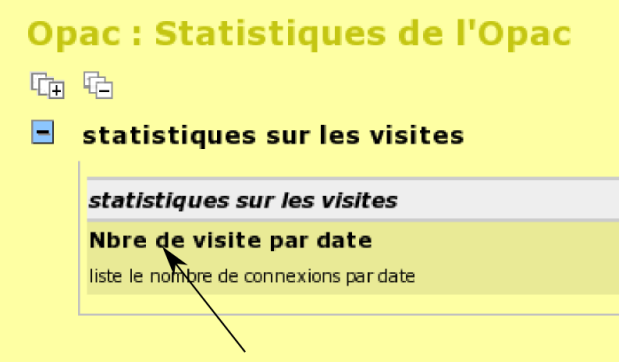 Opac : Statistiques de l'Opac
statistiques sur les visites
statistiques sur les visites
Nbre de visite par date
liste le nombre de connexions par date